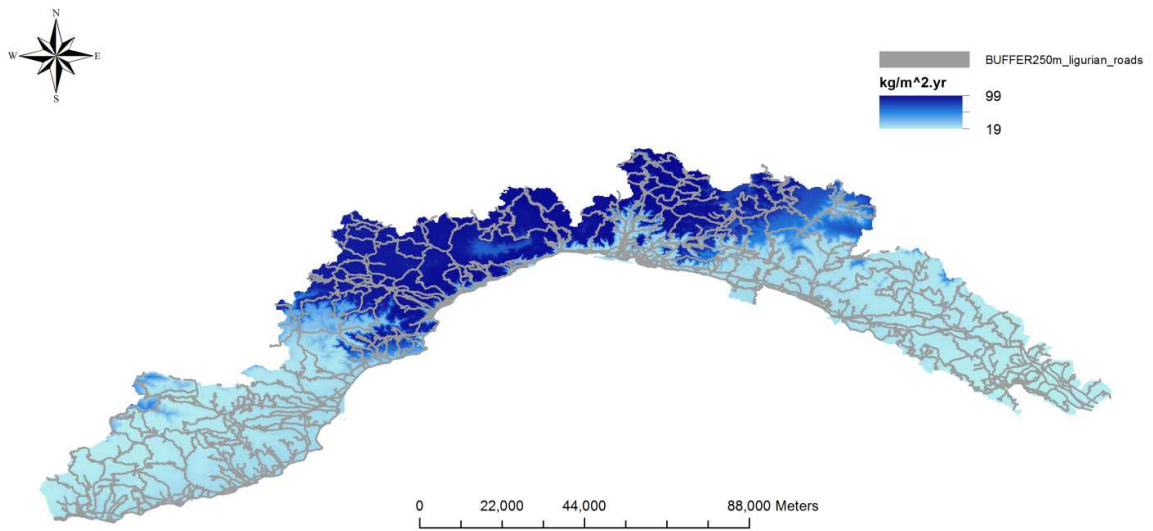 N
W E
S
BUFFER250m_ligurian_roads
kg/m^2.yr
99
19
0 22,000 44,000 88,000 Meters